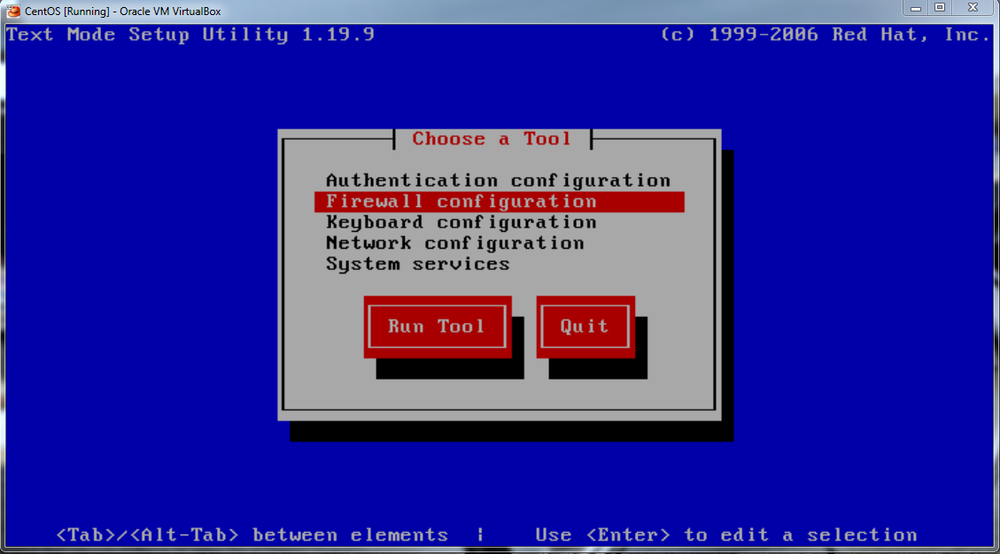 CentOS [Running] - Oracle VM VirtualBox
Text Mode Setup Utility 1.19.9 (c) 1999-2006 Red Hat, Inc.
Choose a Tool
Authentication configuration
Firewall configuration
Keyboard configuration
Network configuration
System services
Run Tool Quit
<Tab>/<Alt-Tab> between elements | Use <Enter> to edit a selection